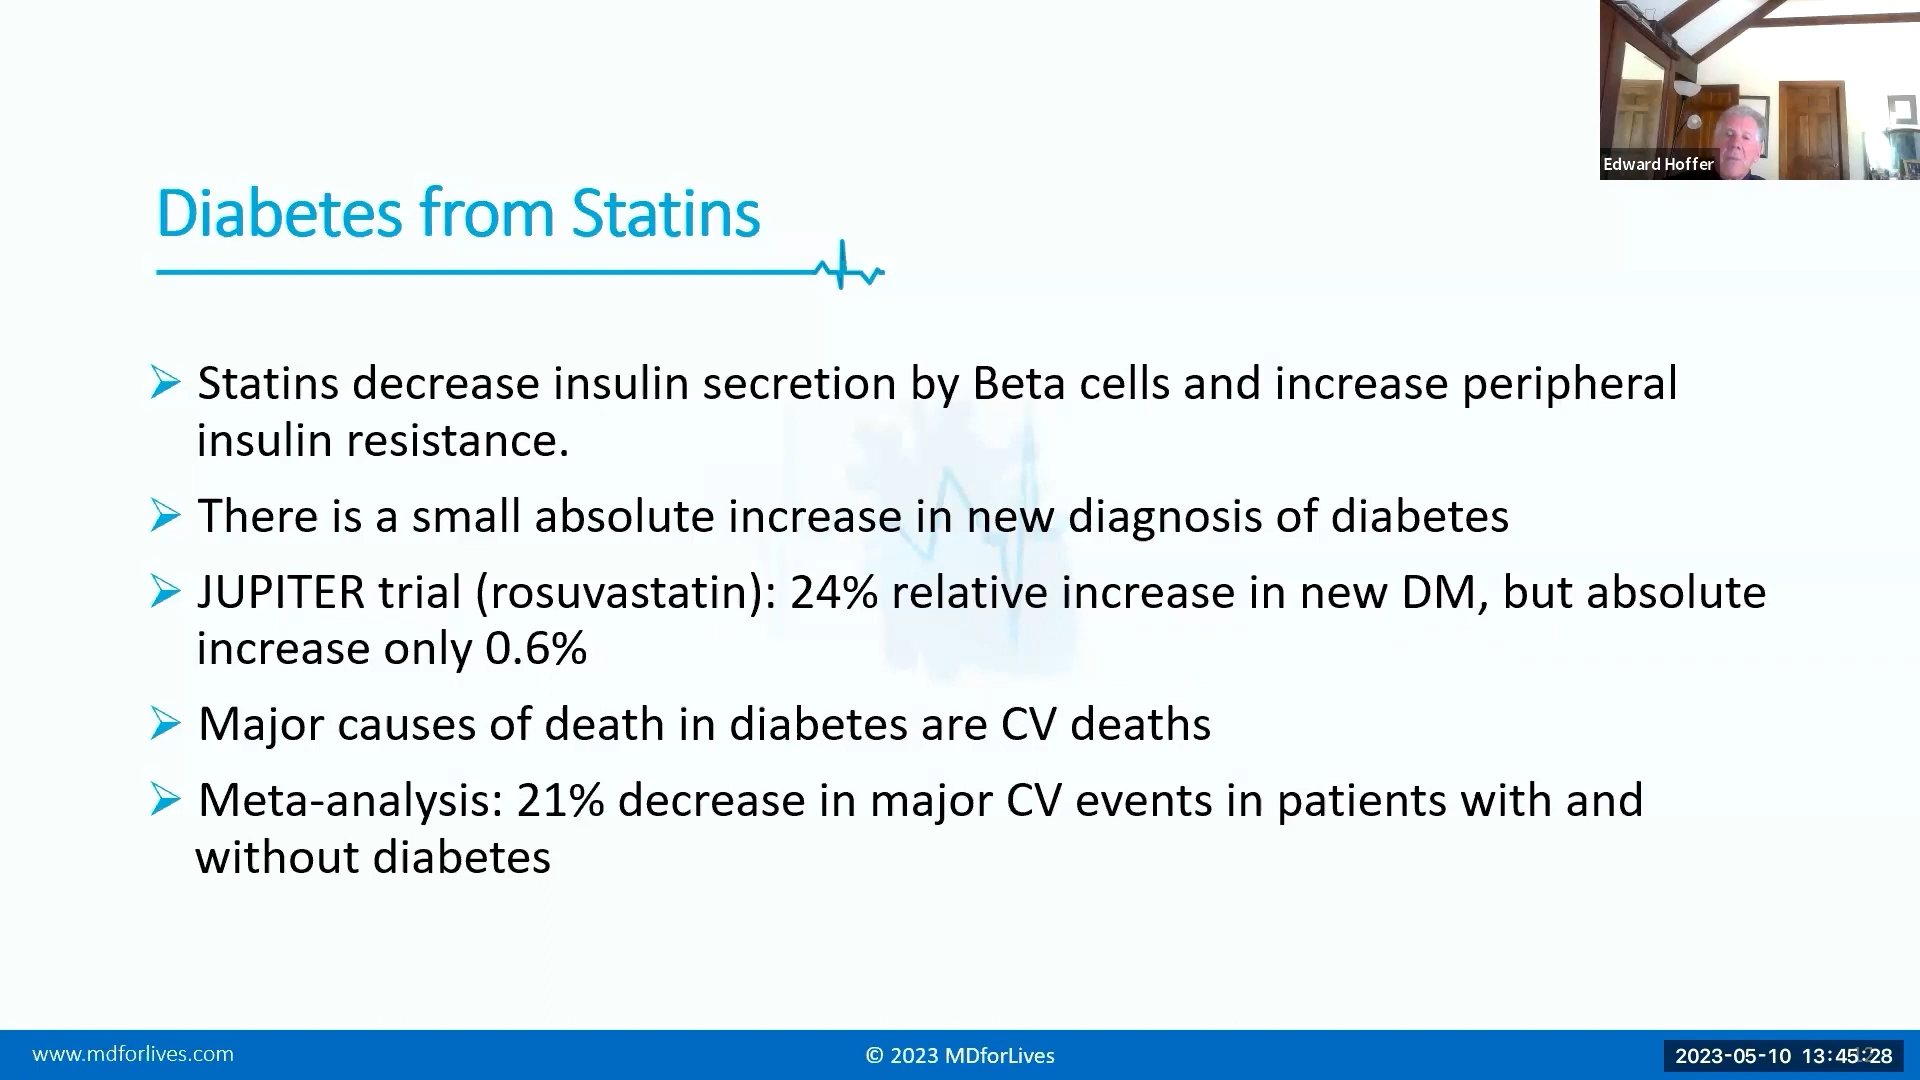 Edward Hoffer
Diabetes from Statins
Statins decrease insulin secretion by Beta cells and increase peripheral
insulin resistance.
There is a small absolute increase in new diagnosis of diabetes
JUPITER trial (rosuvastatin): 24% relative increase in new DM, but absolute
increase only 0.6%
Major causes of death in diabetes are CV deaths
Meta-analysis: 21% decrease in major CV events in patients with and
without diabetes
www.mdforlives.com
© 2023 MDforLives
2023-05-10 13:45:28